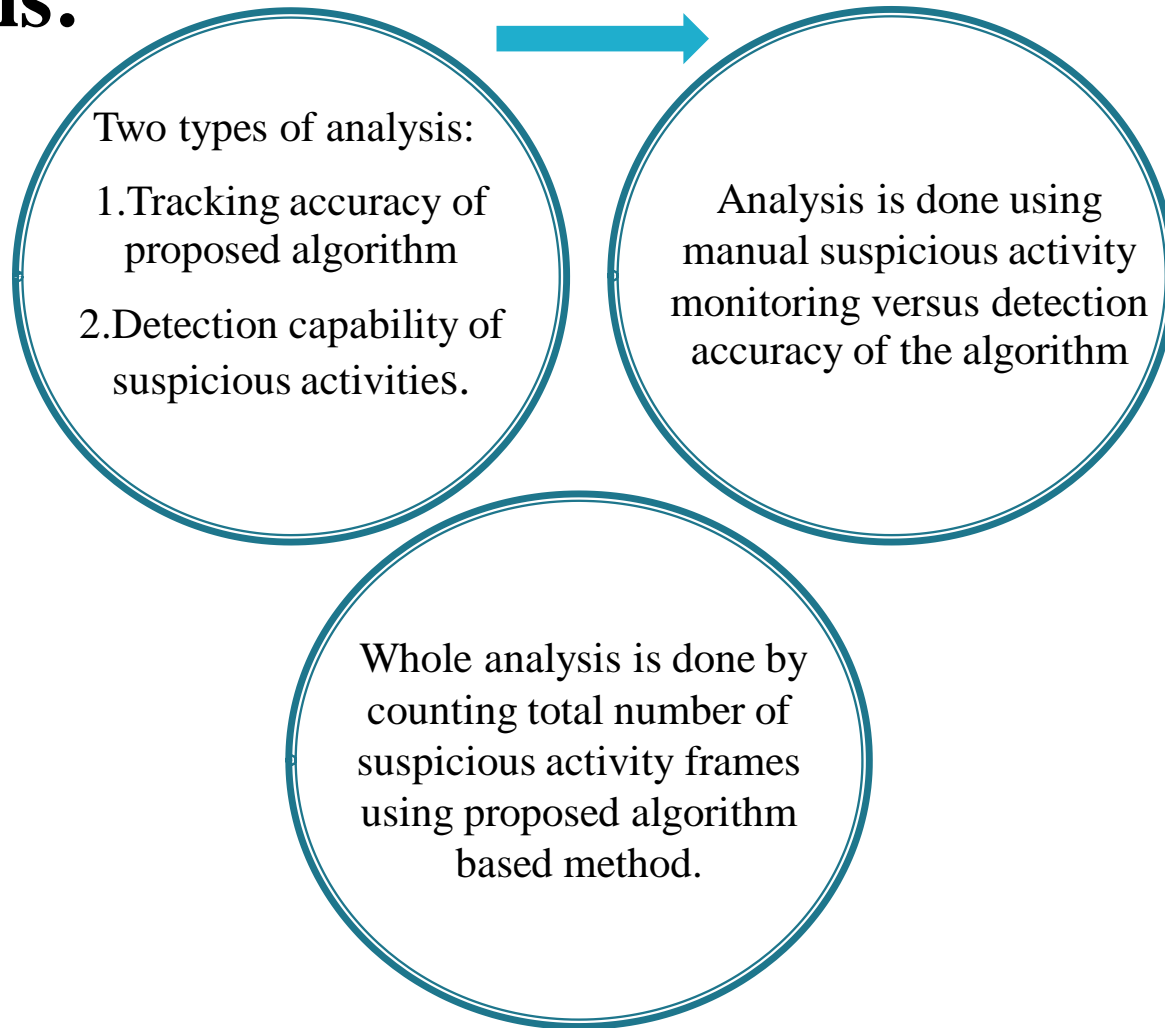 is:
Two types of analysis:
1.Tracking accuracy of
proposed algorithm
2.Detection capability of
suspicious activities.
Analysis is done using
manual suspicious activity
monitoring versus detection
accuracy of the algorithm
Whole analysis is done by
counting total number of
suspicious activity frames
using proposed algorithm
based method.